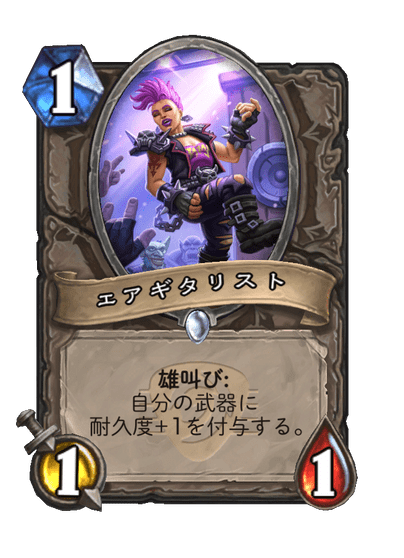 1
エアギタリスト
雄叫び:
自分の武器に
耐久度+1を付与する。
1
1